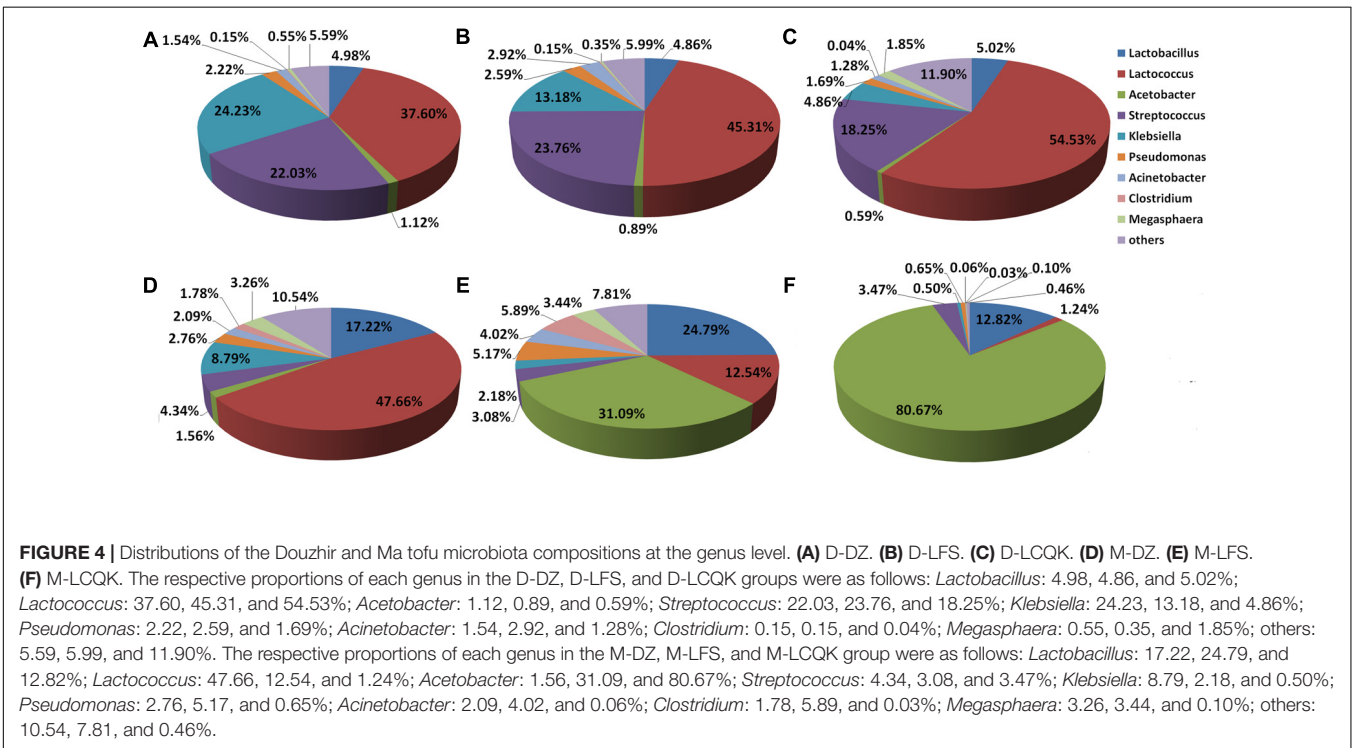 A
1.54%
0.15%
0.55%
5.59%
4.98%
2.22%
24.23%
37.60%
22.03%
1.12%
B
2.92%
0.15%
0.35%
5.99%
4.86%
2.59%
13.18%
45.31%
23.76%
0.89%
C
0.04%
1.85%
5.02%
1.28%
11.90%
1.69%
4.86%
18.25%
54.53%
0.59%
Lactobacillus
Lactococcus
Acetobacter
Streptococcus
Klebsiella
Pseudomonas
Acinetobacter
Clostridium
Megasphaera
others
D
3.26%
1.78%
10.54%
2.09%
17.22%
2.76%
8.79%
47.66%
4.34%
1.56%
E
3.44%
7.81%
5.89%
24.79%
4.02%
5.17%
12.54%
2.18%
31.09%
3.08%
F
0.65%
0.06%
0.03%
0.10%
3.47%
0.50%
0.46%
1.24%
12.82%
80.67%
FIGURE 4 | Distributions of the Douzhir and Ma tofu microbiota compositions at the genus level. (A) D-DZ. (B) D-LFS. (C) D-LCQK. (D) M-DZ. (E) M-LFS.
(F) M-LCQK. The respective proportions of each genus in the D-DZ, D-LFS, and D-LCQK groups were as follows: Lactobacillus: 4.98, 4.86, and 5.02%;
Lactococcus: 37.60, 45.31, and 54.53%; Acetobacter: 1.12, 0.89, and 0.59%; Streptococcus: 22.03, 23.76, and 18.25%; Klebsiella: 24.23, 13.18, and 4.86%;
Pseudomonas: 2.22, 2.59, and 1.69%; Acinetobacter: 1.54, 2.92, and 1.28%; Clostridium: 0.15, 0.15, and 0.04%; Megasphaera: 0.55, 0.35, and 1.85%; others:
5.59, 5.99, and 11.90%. The respective proportions of each genus in the M-DZ, M-LFS, and M-LCQK group were as follows: Lactobacillus: 17.22, 24.79, and
12.82%; Lactococcus: 47.66, 12.54, and 1.24%; Acetobacter: 1.56, 31.09, and 80.67%; Streptococcus: 4.34, 3.08, and 3.47%; Klebsiella: 8.79, 2.18, and 0.50%;
Pseudomonas: 2.76, 5.17, and 0.65%; Acinetobacter: 2.09, 4.02, and 0.06%; Clostridium: 1.78, 5.89, and 0.03%; Megasphaera: 3.26, 3.44, and 0.10%; others:
10.54, 7.81, and 0.46%.